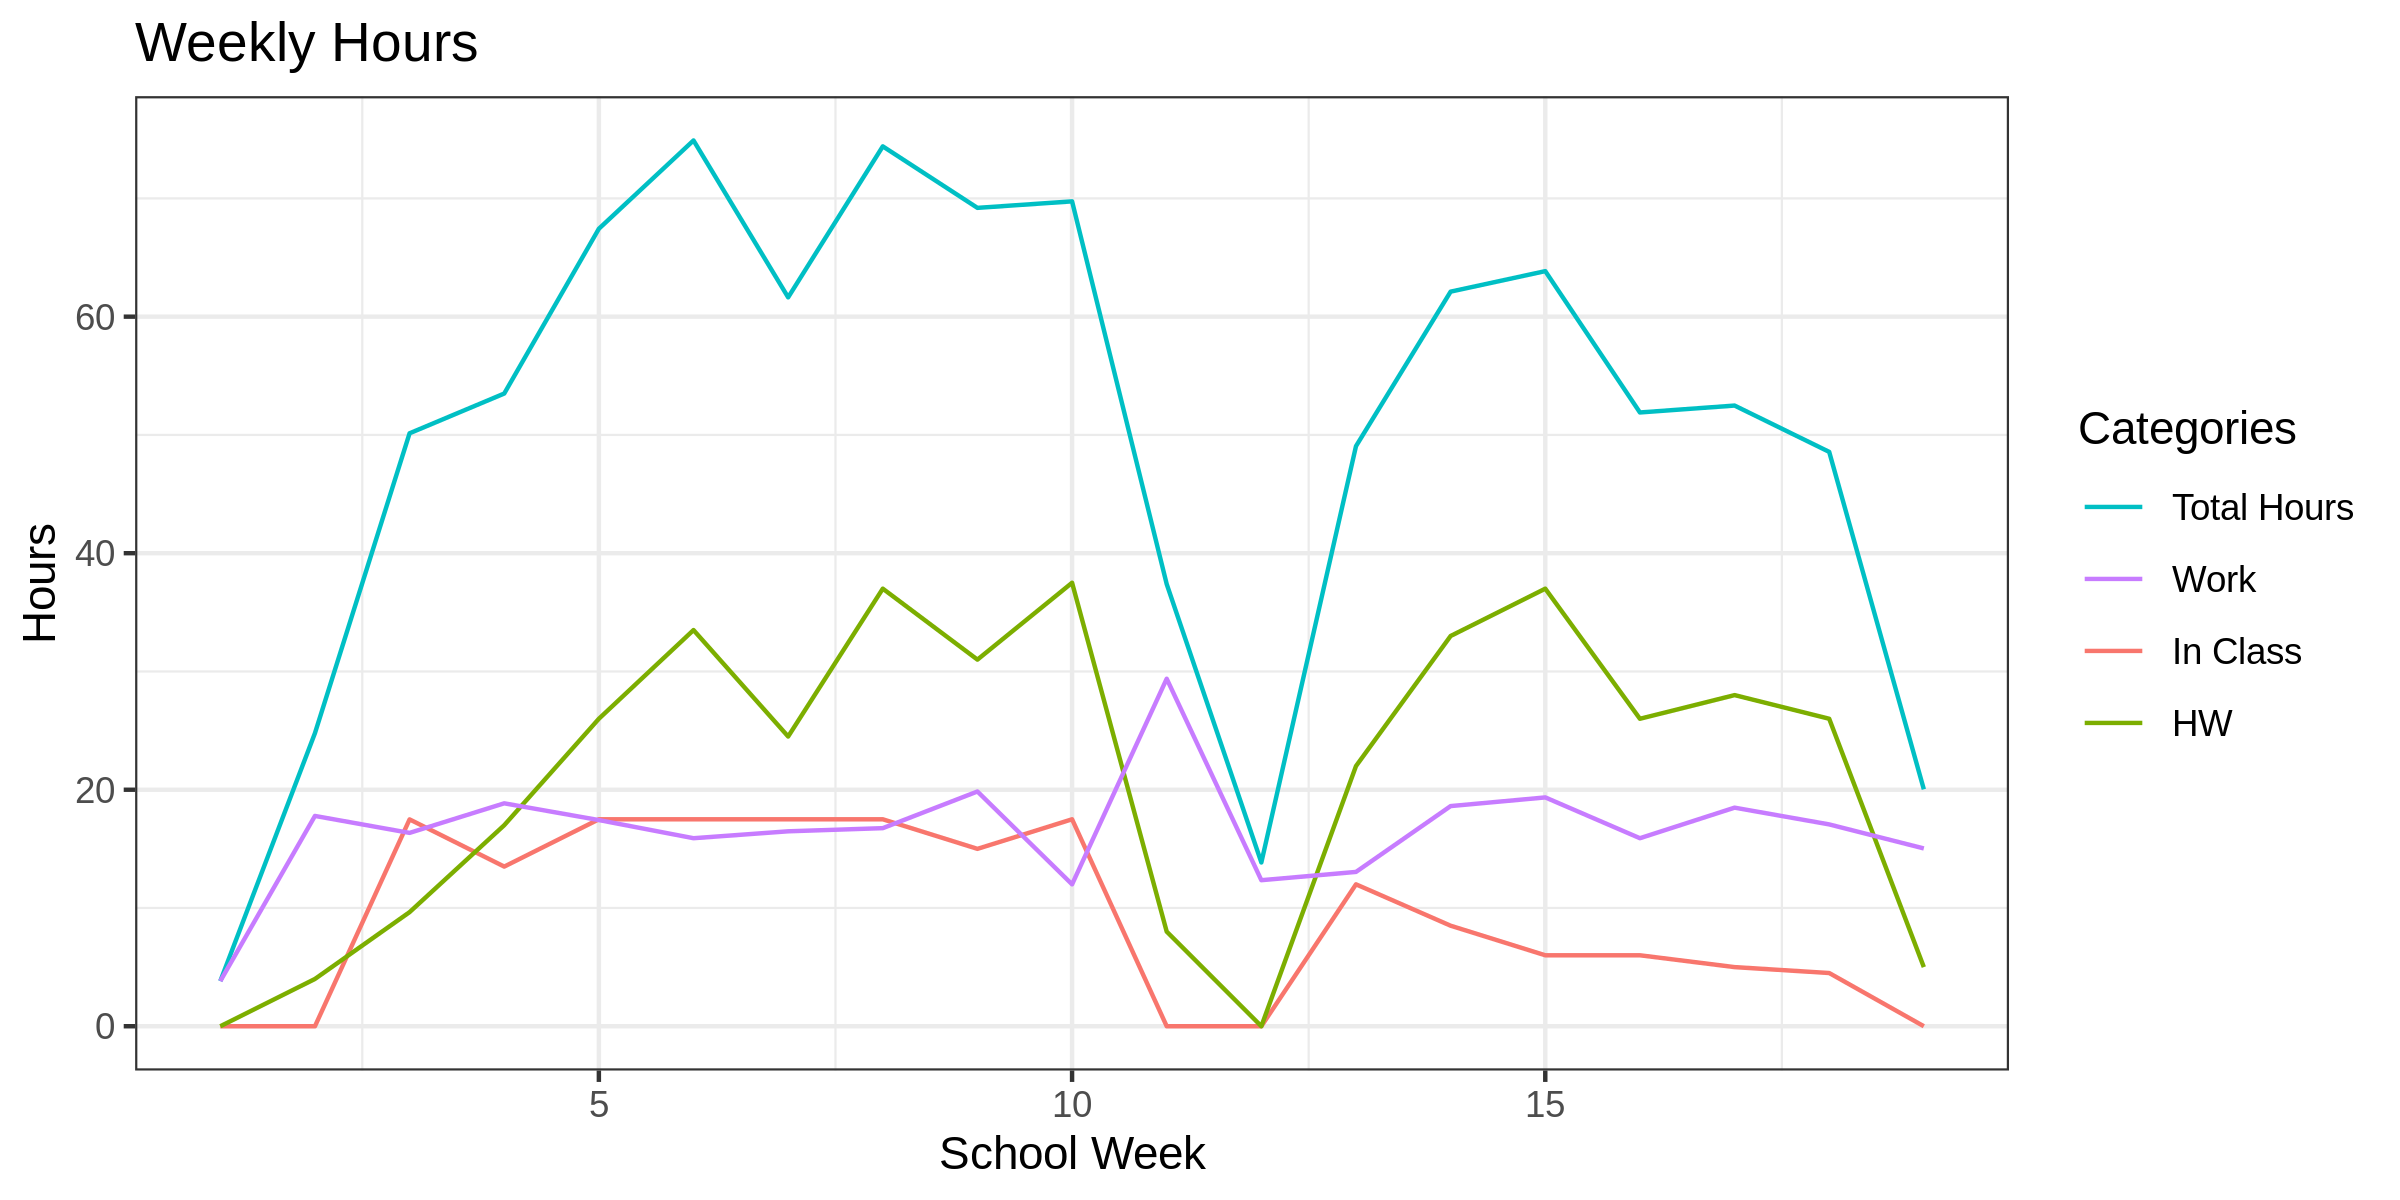 Weekly Hours
Hours
60
40
20
0
5 10 15
School Week
Categories
Total Hours
Work
In Class
HW